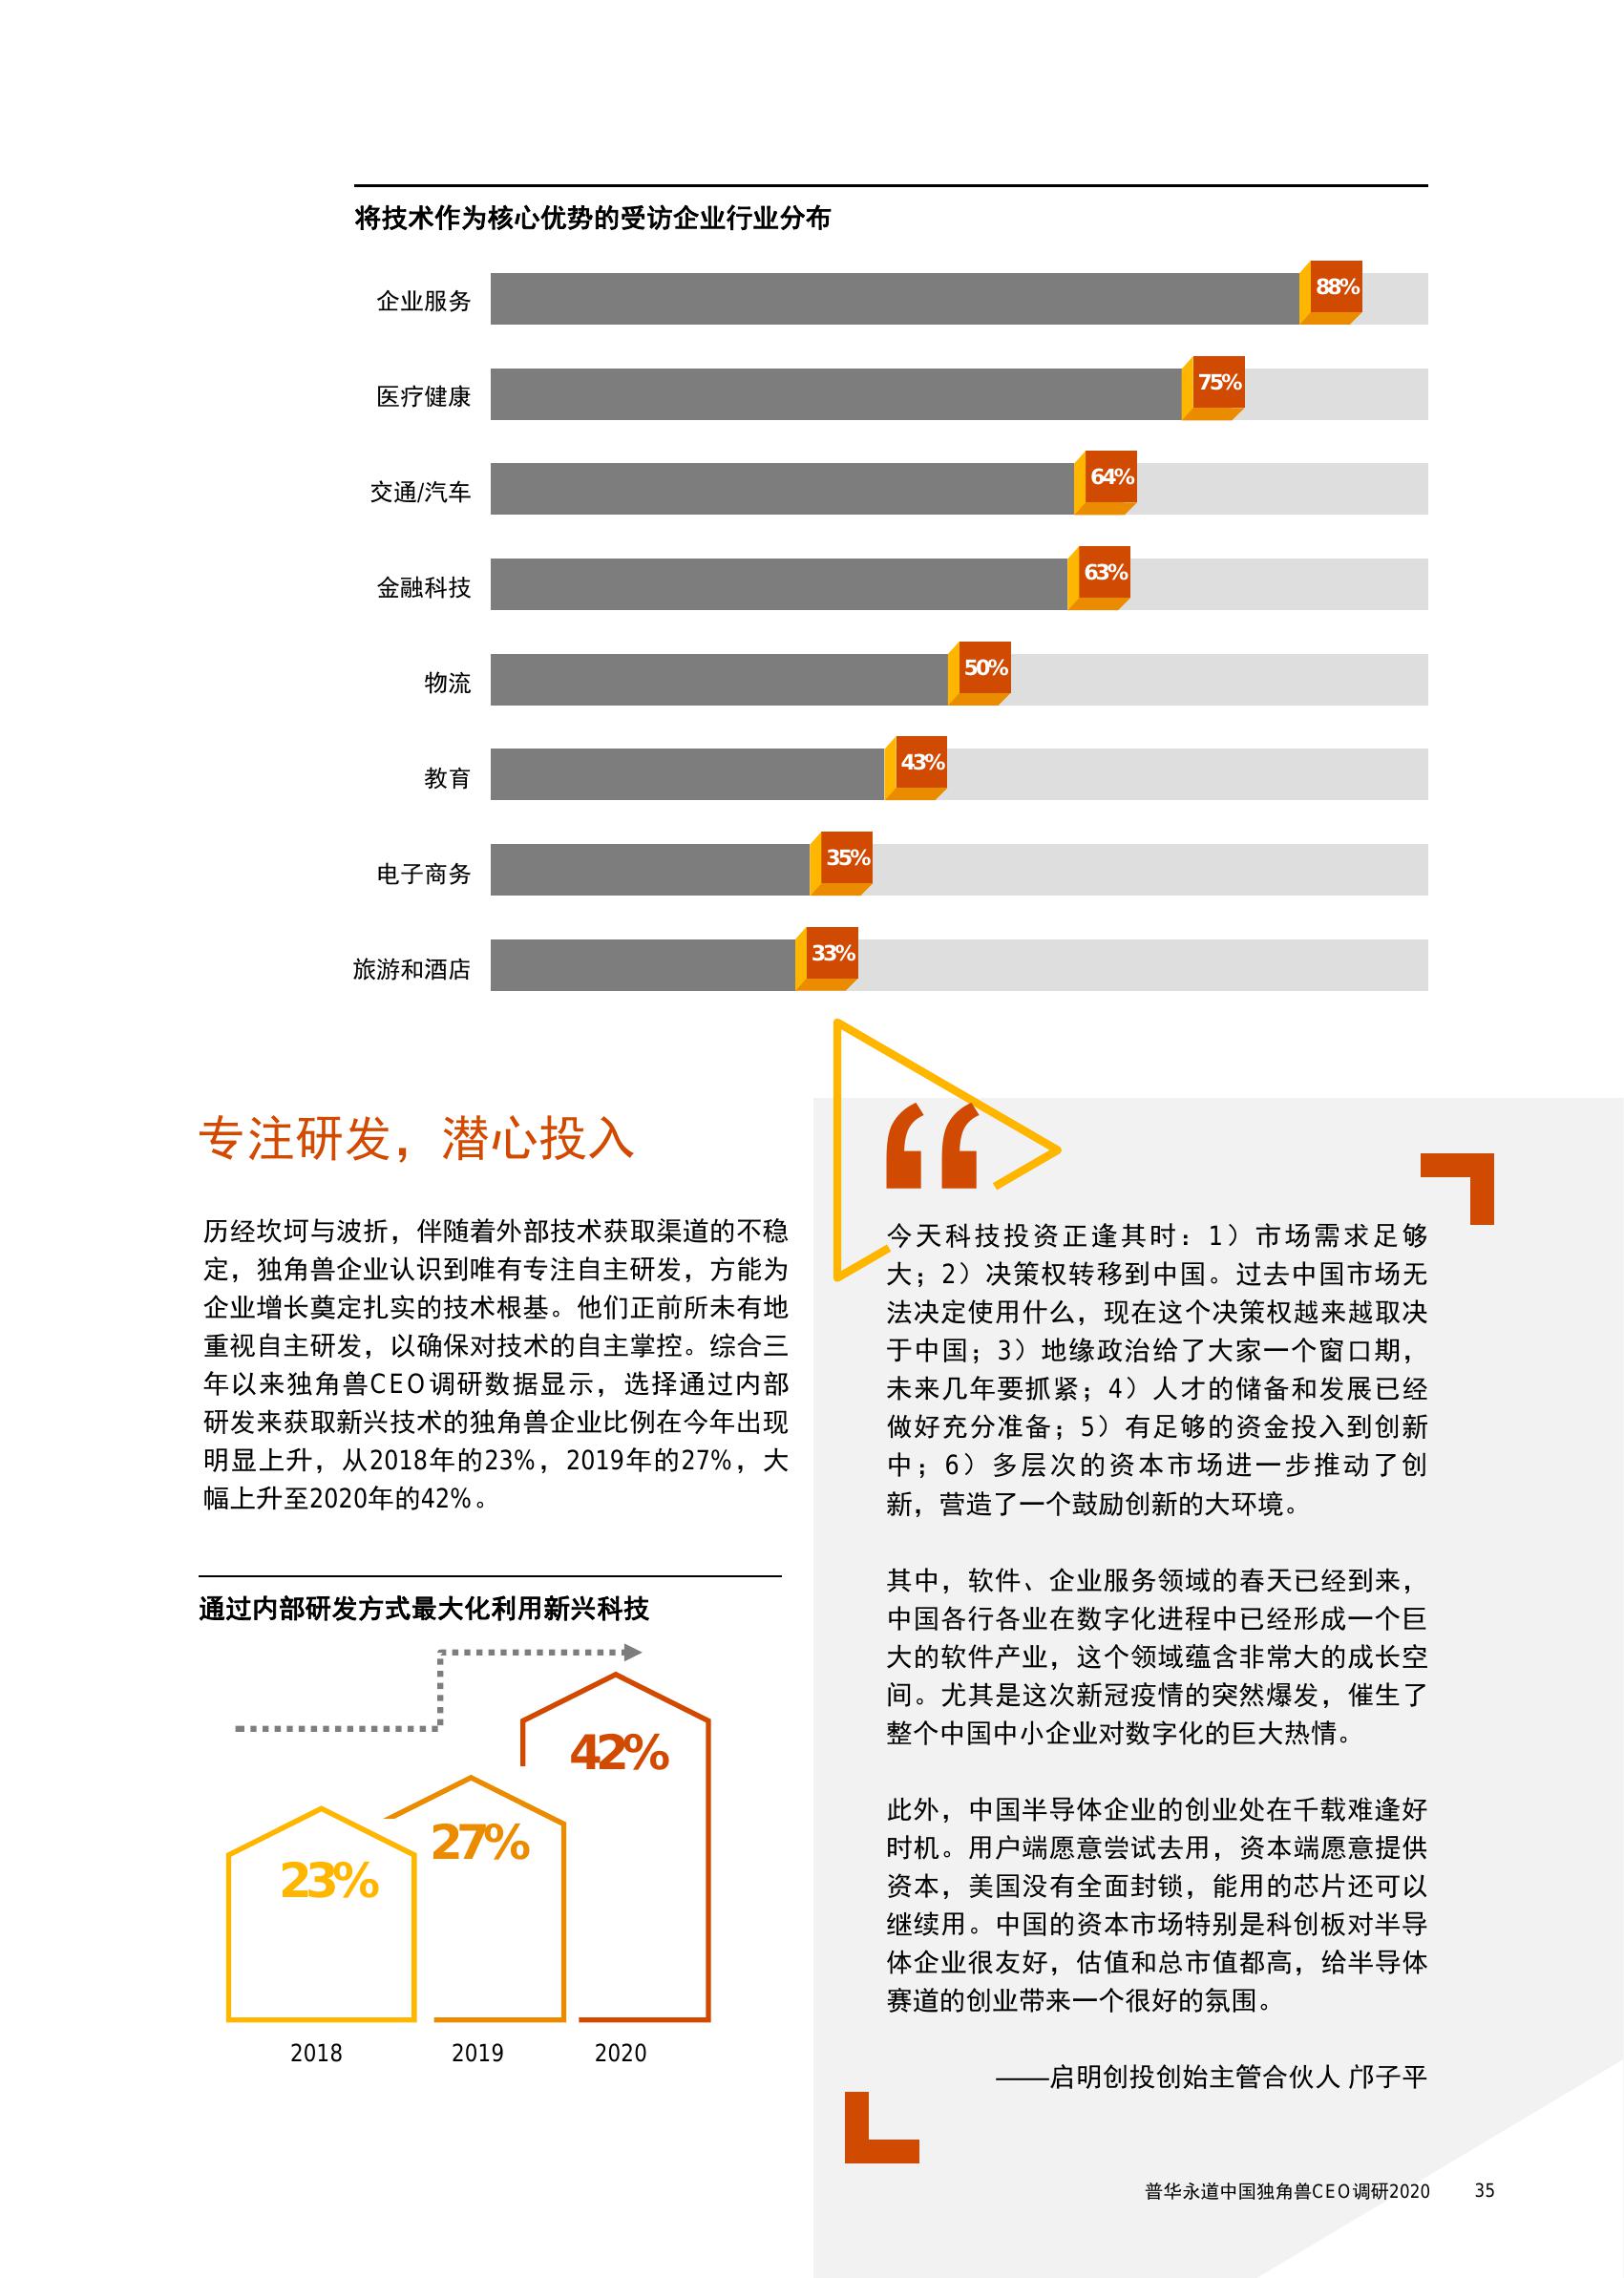 将技术作为核心优势的受访企业行业分布
企业服务
88%
医疗健康
75%
交通/汽车
64%
金融科技
63%
物流
50%
教育
43%
电子商务
35%
旅游和酒店
33%
专注研发，潜心投入
历经坎坷与波折，伴随着外部技术获取渠道的不稳
定，独角兽企业认识到唯有专注自主研发，方能为
企业增长奠定扎实的技术根基。他们正前所未有地
重视自主研发，以确保对技术的自主掌控。综合三
年以来独角兽CEO调研数据显示，选择通过内部
研发来获取新兴技术的独角兽企业比例在今年出现
明显上升，从2018年的23%，2019年的27%，大
幅上升至2020年的42%。
通过内部研发方式最大化利用新兴科技
42%
27%
23%
2018
2019
2020
“
今天科技投资正逢其时：1）市场需求足够
大；2）决策权转移到中国。过去中国市场无
法决定使用什么，现在这个决策权越来越取决
于中国；3）地缘政治给了大家一个窗口期，
未来几年要抓紧；4）人才的储备和发展已经
做好充分准备；5）有足够的资金投入到创新
中；6）多层次的资本市场进一步推动了创
新，营造了一个鼓励创新的大环境。
其中，软件、企业服务领域的春天已经到来，
中国各行各业在数字化进程中已经形成一个巨
大的软件产业，这个领域蕴含非常大的成长空
间。尤其是这次新冠疫情的突然爆发，催生了
整个中国中小企业对数字化的巨大热情。
此外，中国半导体企业的创业处在千载难逢好
时机。用户端愿意尝试去用，资本端愿意提供
资本，美国没有全面封锁，能用的芯片还可以
继续用。中国的资本市场特别是科创板对半导
体企业很友好，估值和总市值都高，给半导体
赛道的创业带来一个很好的氛围。
——启明创投创始主管合伙人 邝子平
普华永道中国独角兽CEO调研2020 35